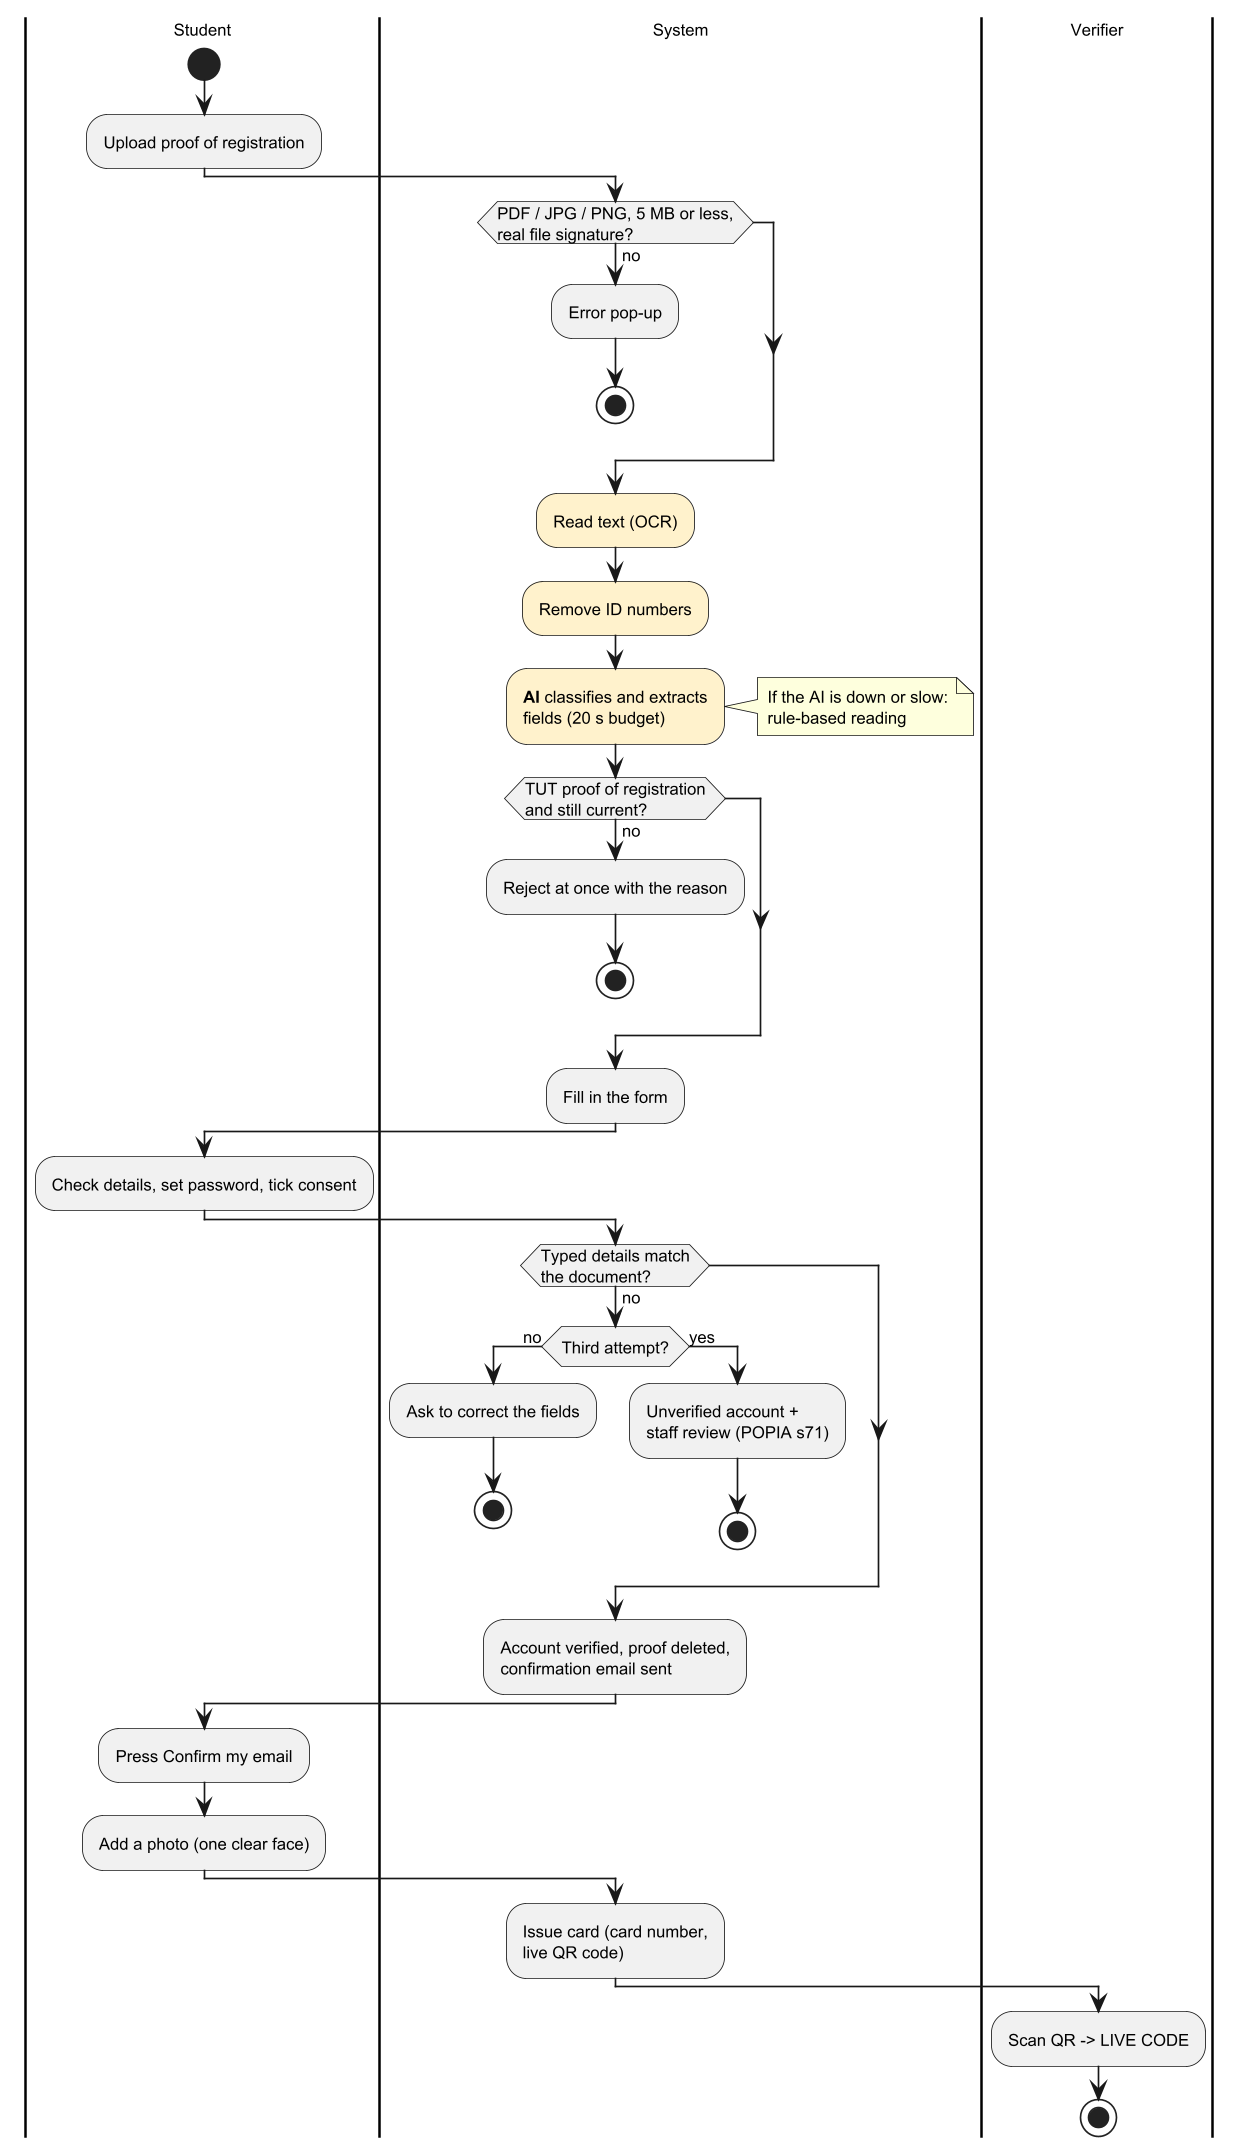 Student
System
Verifier
Upload proof of registration
PDF / JPG / PNG, 5 MB or less,
real file signature?
no
Error pop-up
Read text (OCR)
Remove ID numbers
AI classifies and extracts
fields (20 s budget)
If the AI is down or slow:
rule-based reading
TUT proof of registration
and still current?
no
Reject at once with the reason
Fill in the form
Check details, set password, tick consent
Typed details match
the document?
no
no
Third attempt?
yes
Ask to correct the fields
Unverified account +
staff review (POPIA s71)
Account verified, proof deleted,
confirmation email sent
Press Confirm my email
Add a photo (one clear face)
Issue card (card number,
live QR code)
Scan QR -> LIVE CODE